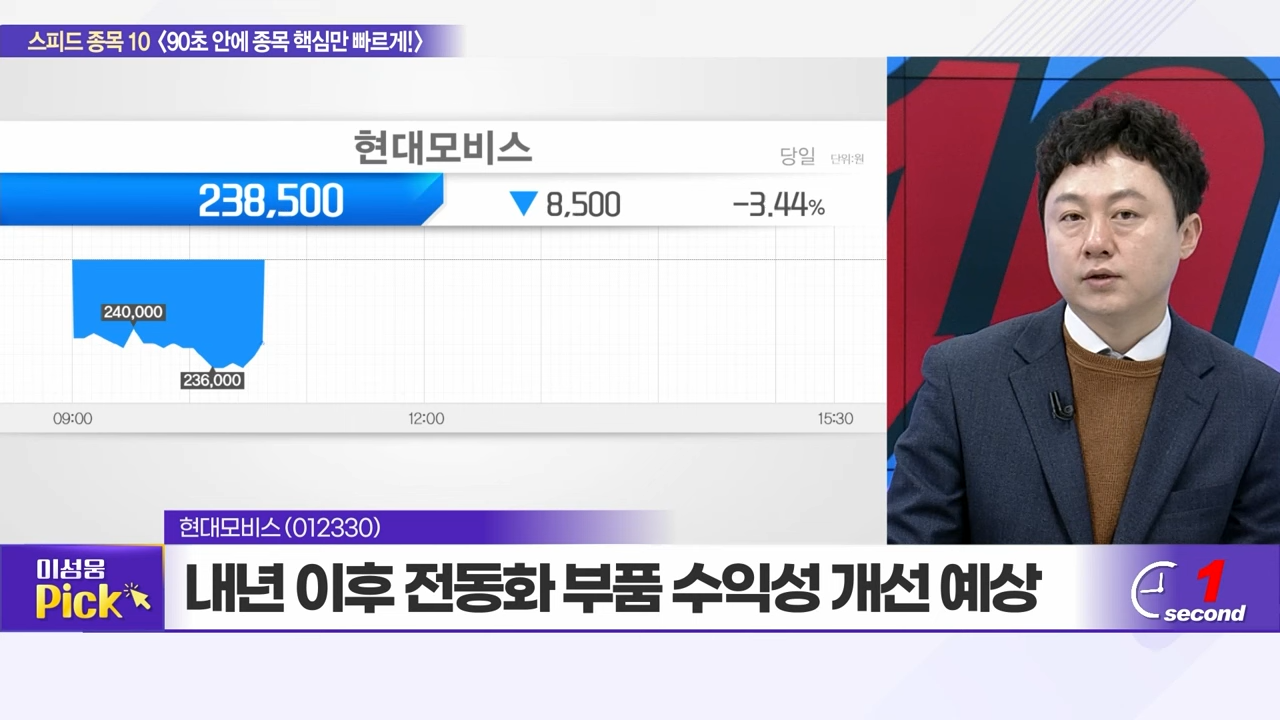 스피드 종목 10 〈90초 안에 종목 핵심만 빠르게!〉
현대모비스
당일 단위:원
238,500 ▼ 8,500 -3.44%
240,000
236,000
09:00 12:00 15:30
현대모비스 (012330)
미성웅
Pick
내년 이후 전동화 부품 수익성 개선 예상
1
second